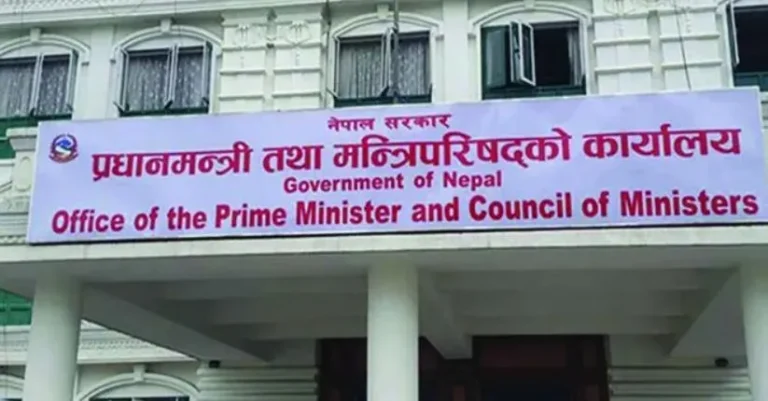 नेपाल सरकार
प्रधानमन्त्री तथा मन्त्रिपरिषद्को कार्यालय
Government of Nepal
Office of the Prime Minister and Council of Ministers